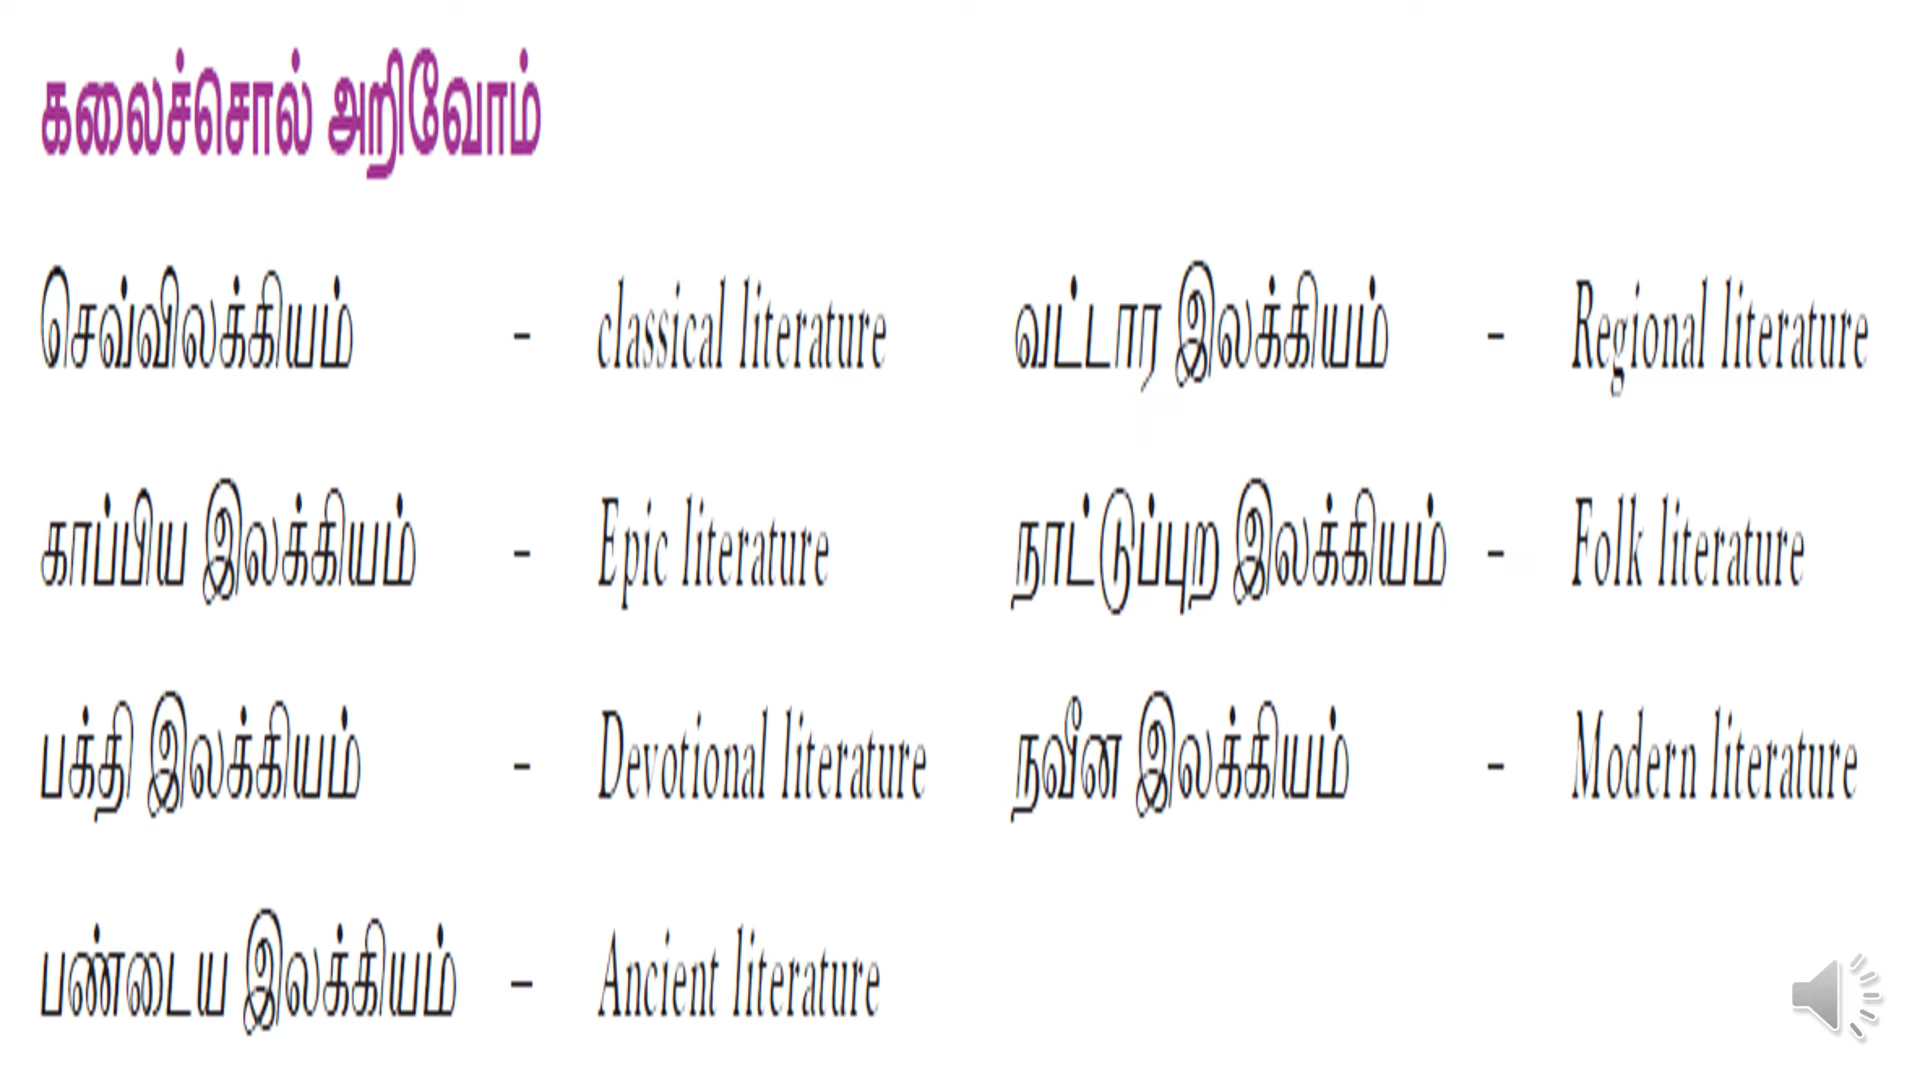 கலைச்சொல் அறிவோம்
செவ்விலக்கியம் - classical literature
காப்பிய இலக்கியம் - Epic literature
பக்தி இலக்கியம் - Devotional literature
பண்டைய இலக்கியம் - Ancient literature
வட்டார இலக்கியம் - Regional literature
நாட்டுப்புற இலக்கியம் - Folk literature
நவீன இலக்கியம் - Modern literature